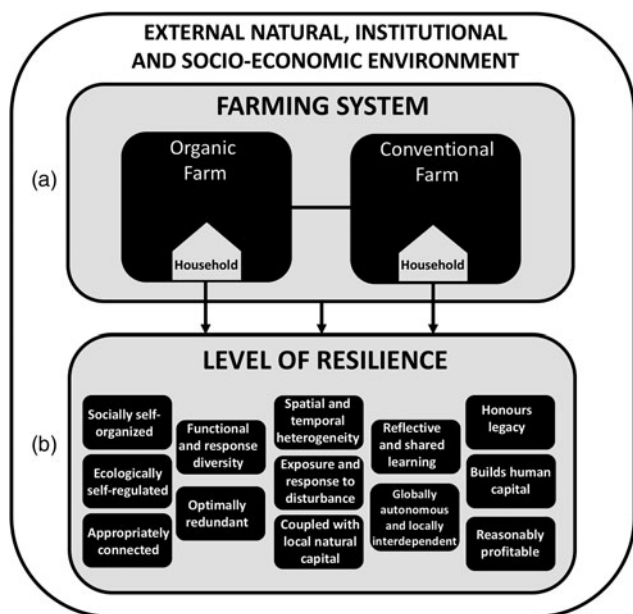 EXTERNAL NATURAL, INSTITUTIONAL
AND SOCIO-ECONOMIC ENVIRONMENT
FARMING SYSTEM
(a)
Organic
Farm
Household
Conventional
Farm
Household
LEVEL OF RESILIENCE
(b)
Socially self-
organized
Ecologically
self-regulated
Appropriately
connected
Functional
and response
diversity
Optimally
redundant
Spatial and
temporal
heterogeneity
Exposure and
response to
disturbance
Coupled with
local natural
capital
Reflective
and shared
learning
Globally
autonomous
and locally
interdependent
Honours
legacy
Builds human
capital
Reasonably
profitable